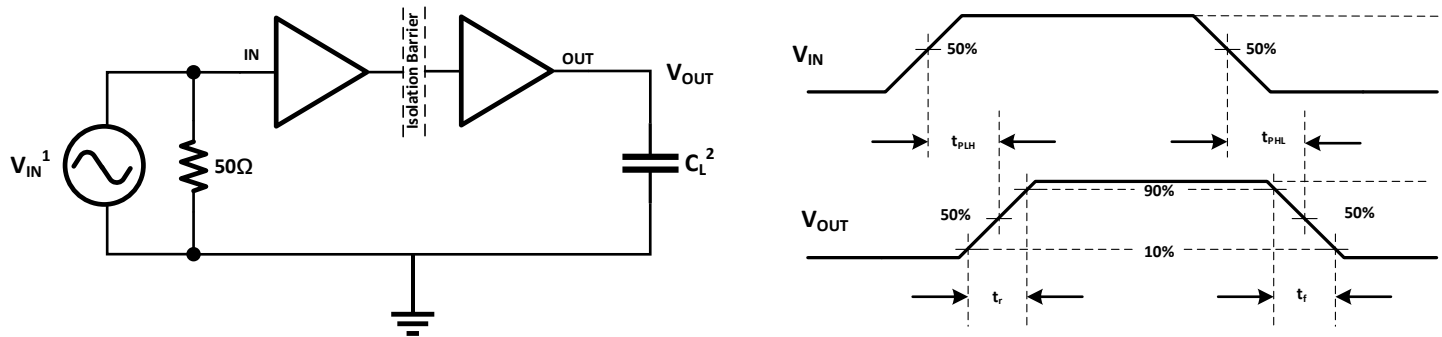 IN
Isolation Barrier
OUT
V_OUT
V_IN^1
50Ω
C_L^2
V_IN
50%
50%
t_PLH
t_PHL
V_OUT
50%
90%
50%
10%
t_r
t_f